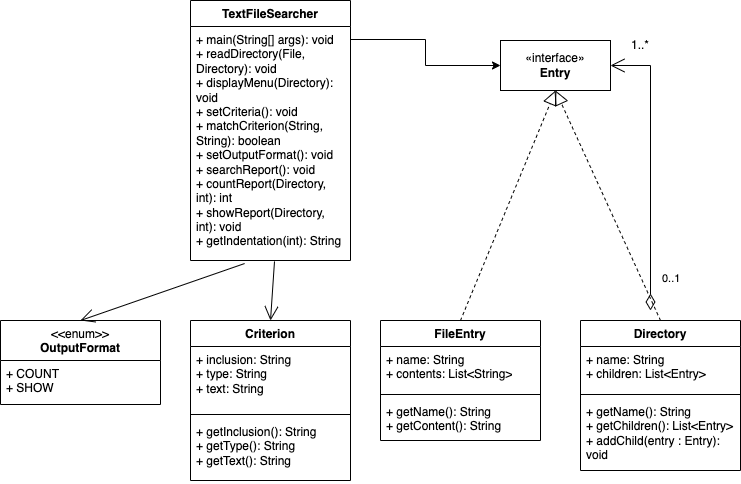 TextFileSearcher
+ main(String[] args): void
+ readDirectory(File,
Directory): void
+ displayMenu(Directory):
void
+ setCriteria(): void
+ matchCriterion(String,
String): boolean
+ setOutputFormat(): void
+ searchReport(): void
+ countReport(Directory,
int): int
+ showReport(Directory,
int): void
+ getIndentation(int): String
«interface»
Entry
1..*
0..1
<<enum>>
OutputFormat
+ COUNT
+ SHOW
Criterion
+ inclusion: String
+ type: String
+ text: String
+ getInclusion(): String
+ getType(): String
+ getText(): String
FileEntry
+ name: String
+ contents: List<String>
+ getName(): String
+ getContent(): String
Directory
+ name: String
+ children: List<Entry>
+ getName(): String
+ getChildren(): List<Entry>
+ addChild(entry : Entry):
void